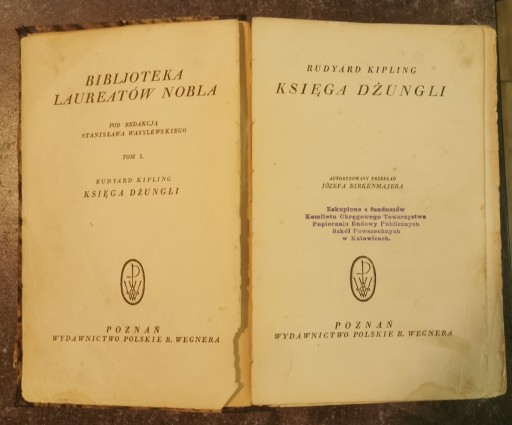 BIBLJOTEKA
LAUREATÓW NOBLA
POD REDAKCJĄ
STANISŁAWA WASYLEWSKIEGO
TOM L.
RUDYARD KIPLING
KSIĘGA DŻUNGLI
POZNAŃ
WYDAWNICTWO POLSKIE R. WEGNERA
RUDYARD KIPLING
KSIĘGA DŻUNGLI
AUTORYZOWANY PRZEKŁAD
JÓZEFA BIRKENMAJERA
Zakupiono z funduszów
Komitetu Okręgowego Towarzystwa
Popierania Budowy Publicznych
Szkół Powszechnych
w Katowicach.
POZNAŃ
WYDAWNICTWO POLSKIE R. WEGNERA